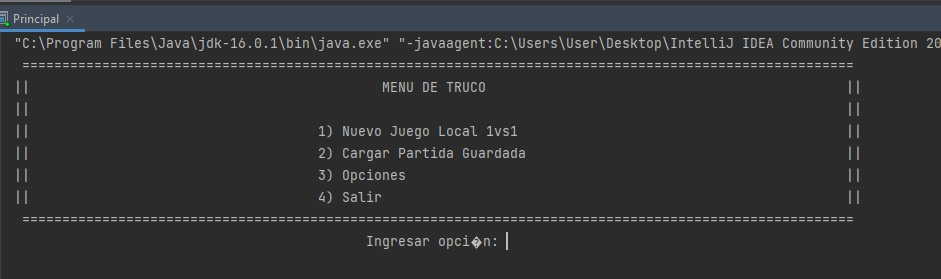 Principal
"C:\Program Files\Java\jdk-16.0.1\bin\java.exe" "-javaagent:C:\Users\User\Desktop\IntelliJ IDEA Community Edition 20
========================================================================================================
|| MENU DE TRUCO ||
|| ||
|| 1) Nuevo Juego Local 1vs1 ||
|| 2) Cargar Partida Guardada ||
|| 3) Opciones ||
|| 4) Salir ||
========================================================================================================
Ingresar opci�n: